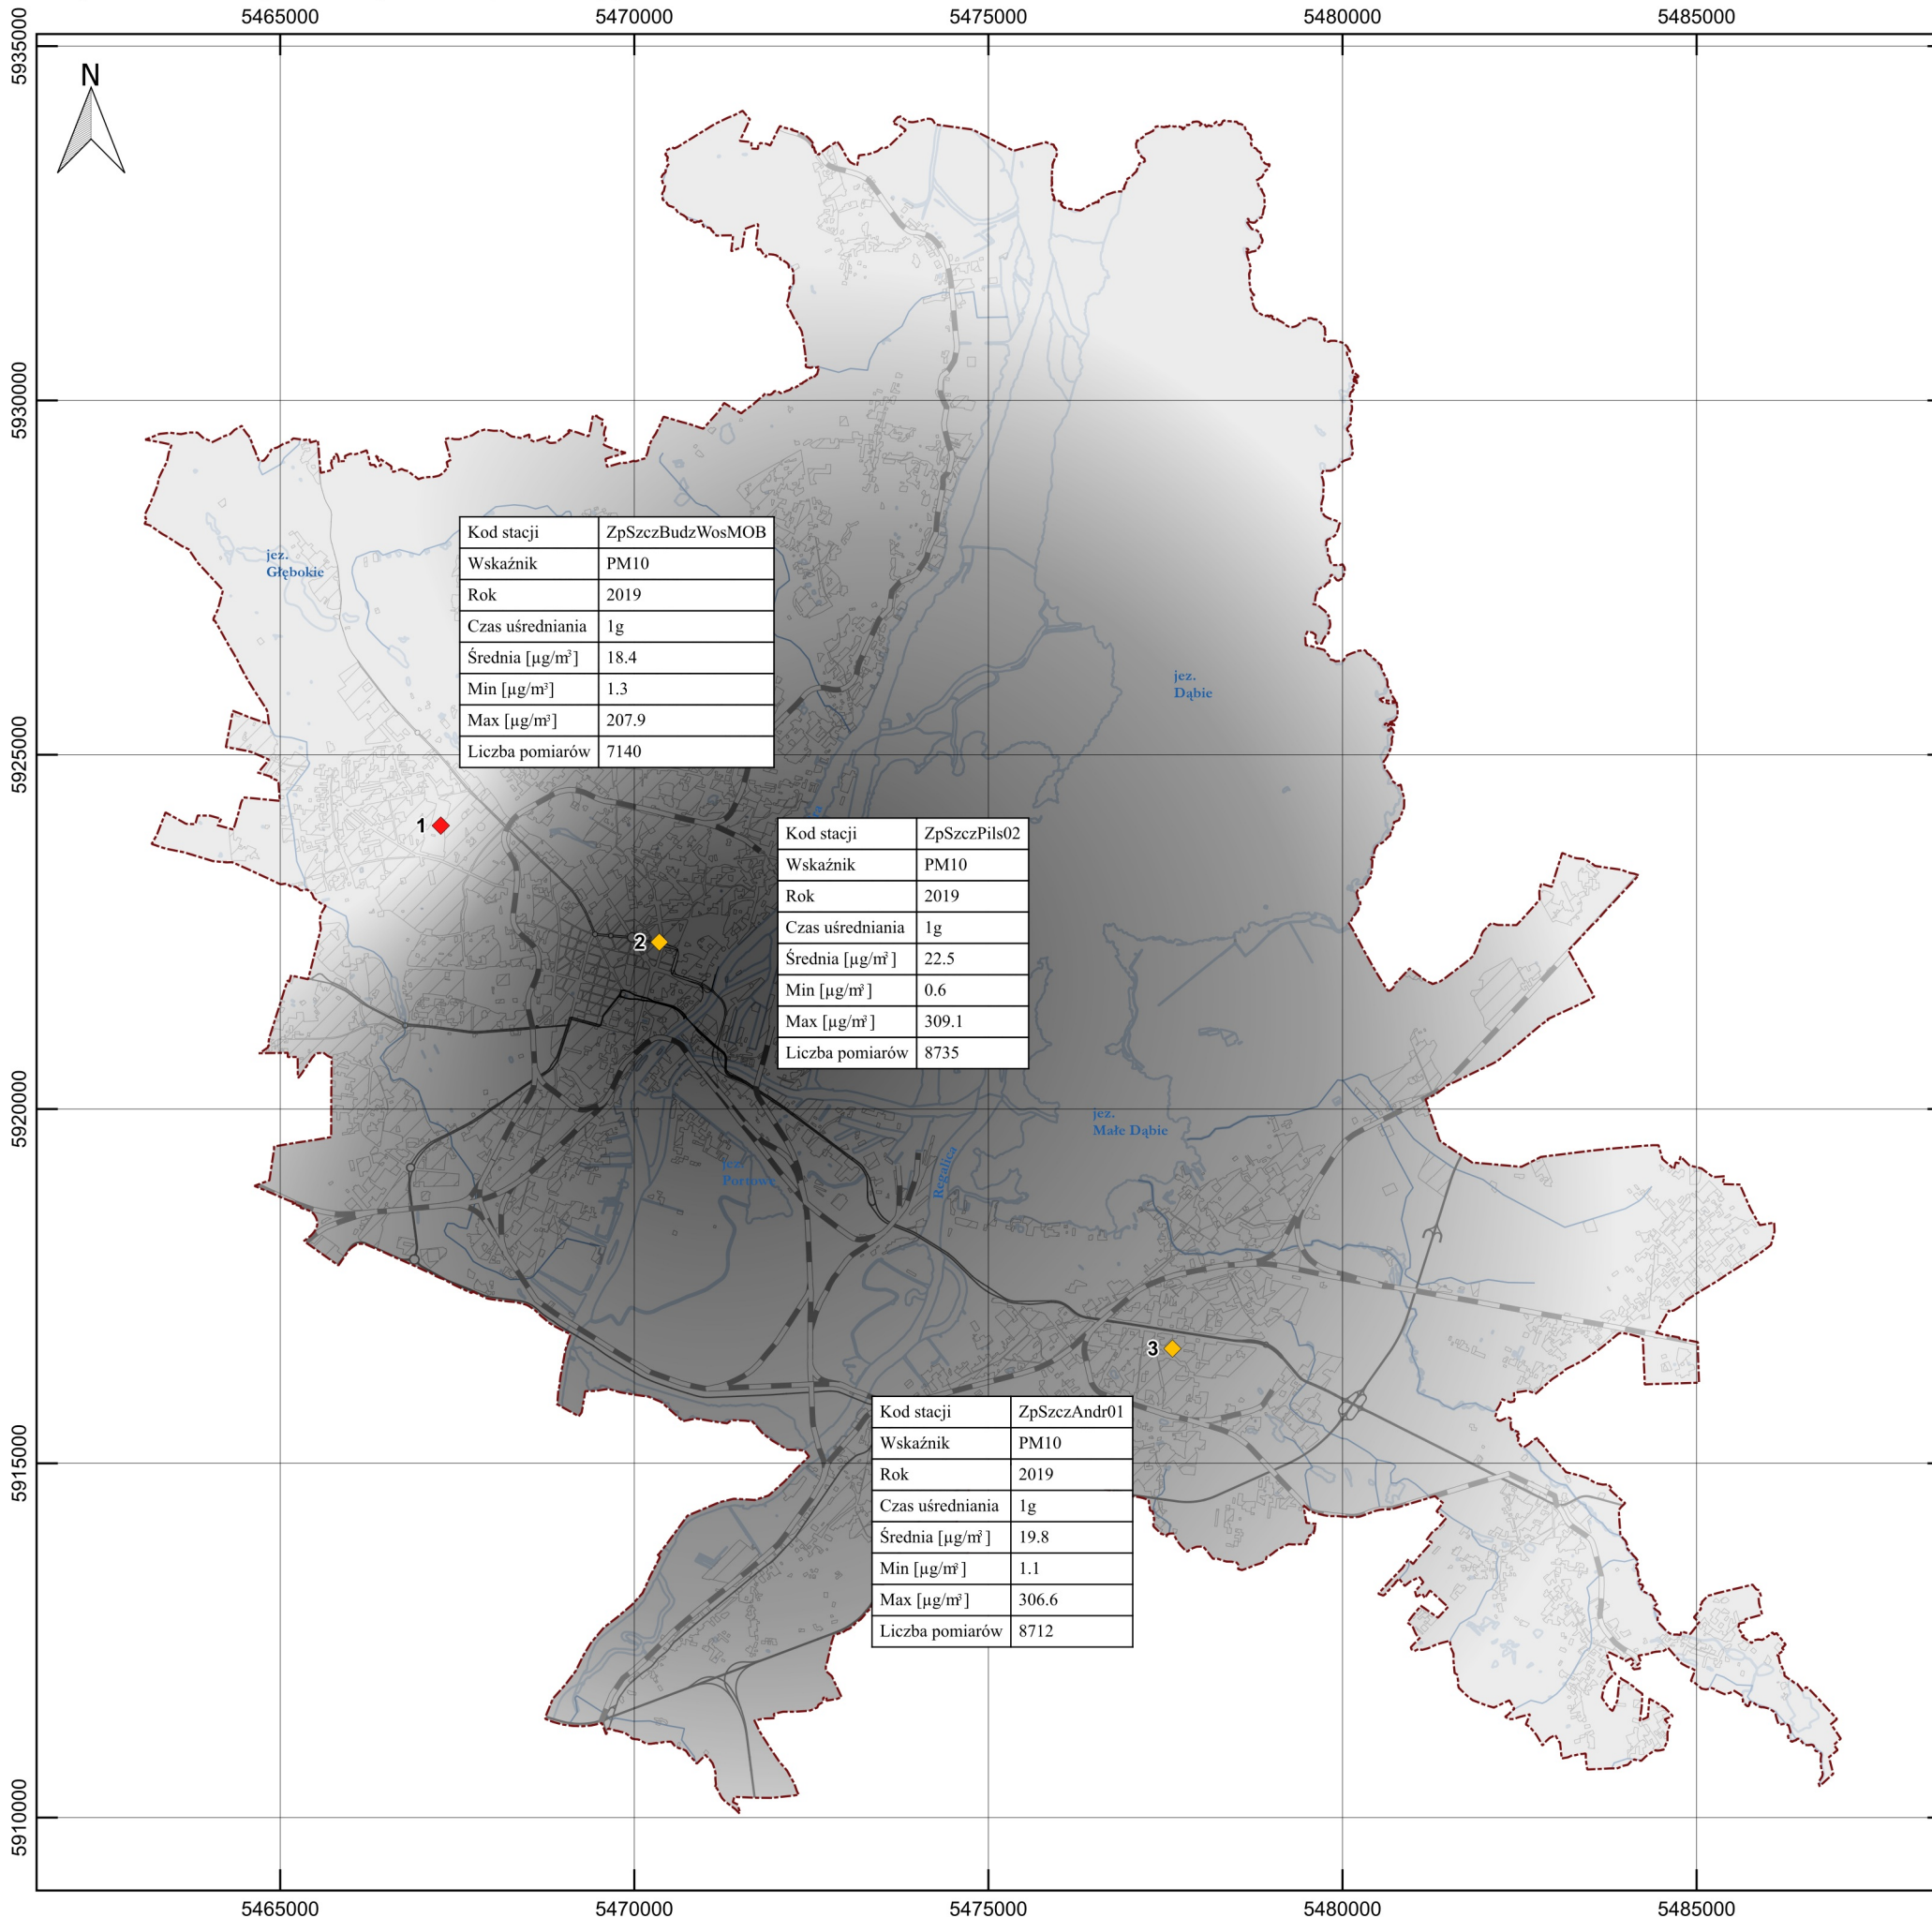 5465000 5470000 5475000 5480000 5485000
5935000
N
5930000
jez.
Głębokie
Kod stacji ZpSzczBudzWosMOB
Wskaźnik PM10
Rok 2019
Czas uśredniania 1g
Średnia [µg/m³] 18.4
Min [µg/m³] 1.3
Max [µg/m³] 207.9
Liczba pomiarów 7140
jez.
Dąbie
5925000
1
Kod stacji ZpSzczPils02
Wskaźnik PM10
Rok 2019
Czas uśredniania 1g
Średnia [µg/m³] 22.5
Min [µg/m³] 0.6
Max [µg/m³] 309.1
Liczba pomiarów 8735
2
5920000
jez.
Małe Dąbie
jez.
Portowe
Regalica
3
5915000
Kod stacji ZpSzczAndr01
Wskaźnik PM10
Rok 2019
Czas uśredniania 1g
Średnia [µg/m³] 19.8
Min [µg/m³] 1.1
Max [µg/m³] 306.6
Liczba pomiarów 8712
5910000
5465000 5470000 5475000 5480000 5485000